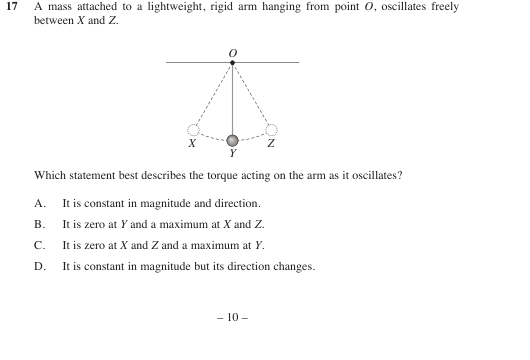 17 A mass attached to a lightweight, rigid arm hanging from point O, oscillates freely
between X and Z.
O
X
Z
Y
Which statement best describes the torque acting on the arm as it oscillates?
A. It is constant in magnitude and direction.
B. It is zero at Y and a maximum at X and Z.
C. It is zero at X and Z and a maximum at Y.
D. It is constant in magnitude but its direction changes.
– 10 –